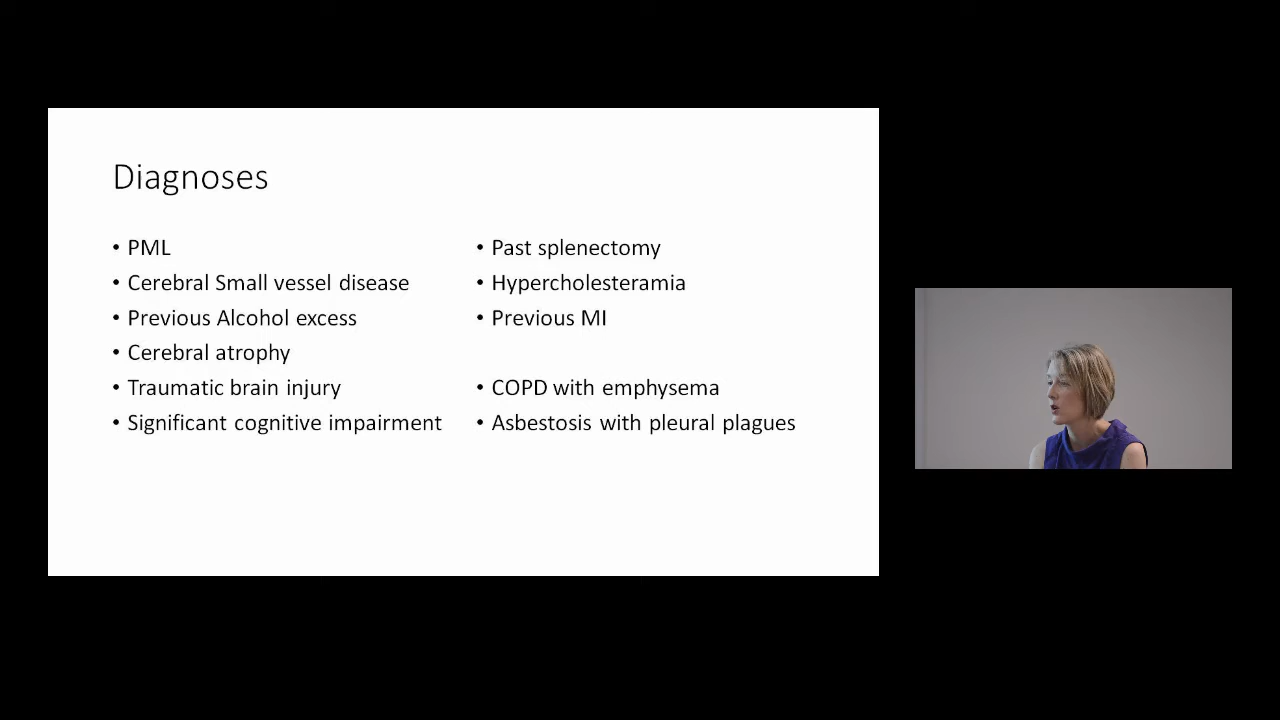 Diagnoses
• PML
• Cerebral Small vessel disease
• Previous Alcohol excess
• Cerebral atrophy
• Traumatic brain injury
• Significant cognitive impairment
• Past splenectomy
• Hypercholesteramia
• Previous MI
• COPD with emphysema
• Asbestosis with pleural plagues